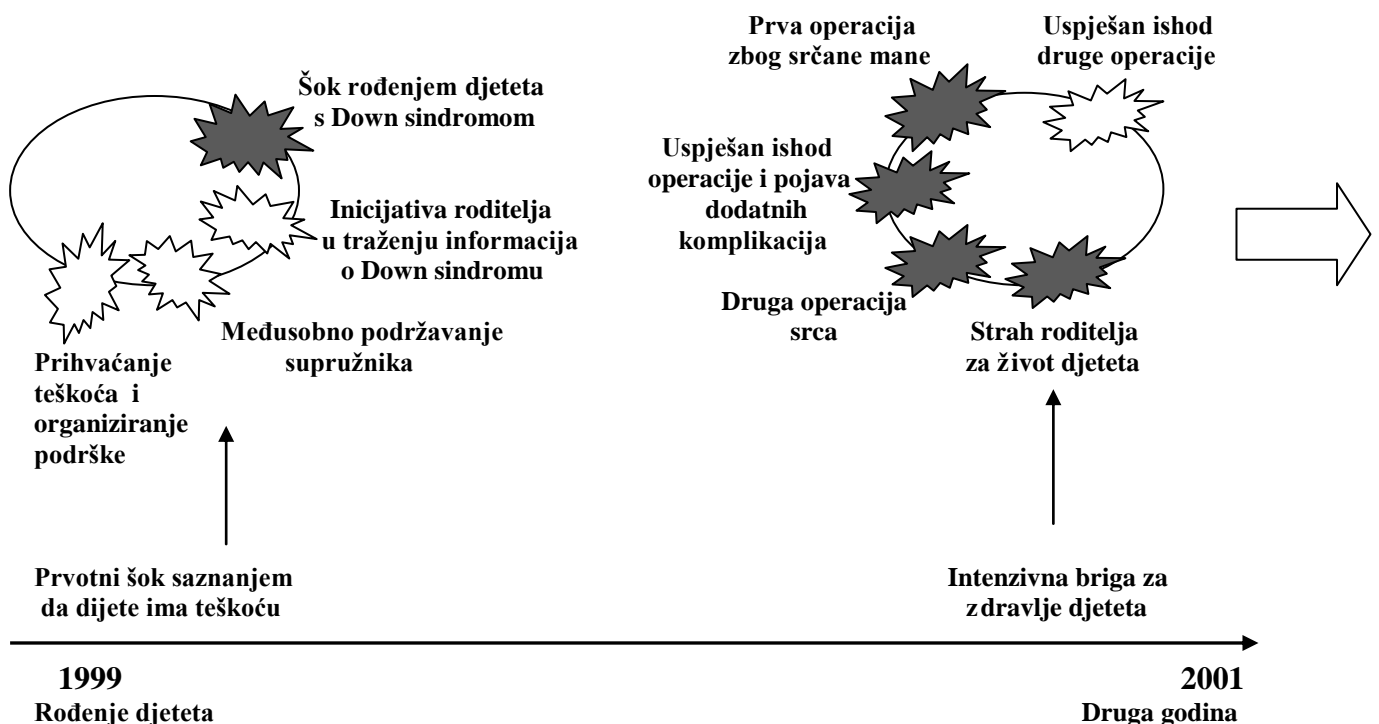 Šok rođenjem djeteta
s Down sindromom
Inicijativa roditelja
u traženju informacija
o Down sindromu
Međusobno podržavanje
supružnika
Prihvaćanje
teškoća i
organiziranje
podrške
Prvotni šok saznanjem
da dijete ima teškoću
Prva operacija
zbog srčane mane
Uspješan ishod
druge operacije
Uspješan ishod
operacije i pojava
dodatnih
komplikacija
Druga operacija
srca
Strah roditelja
za život djeteta
Intenzivna briga za
zdravlje djeteta
1999
Rođenje djeteta
2001
Druga godina